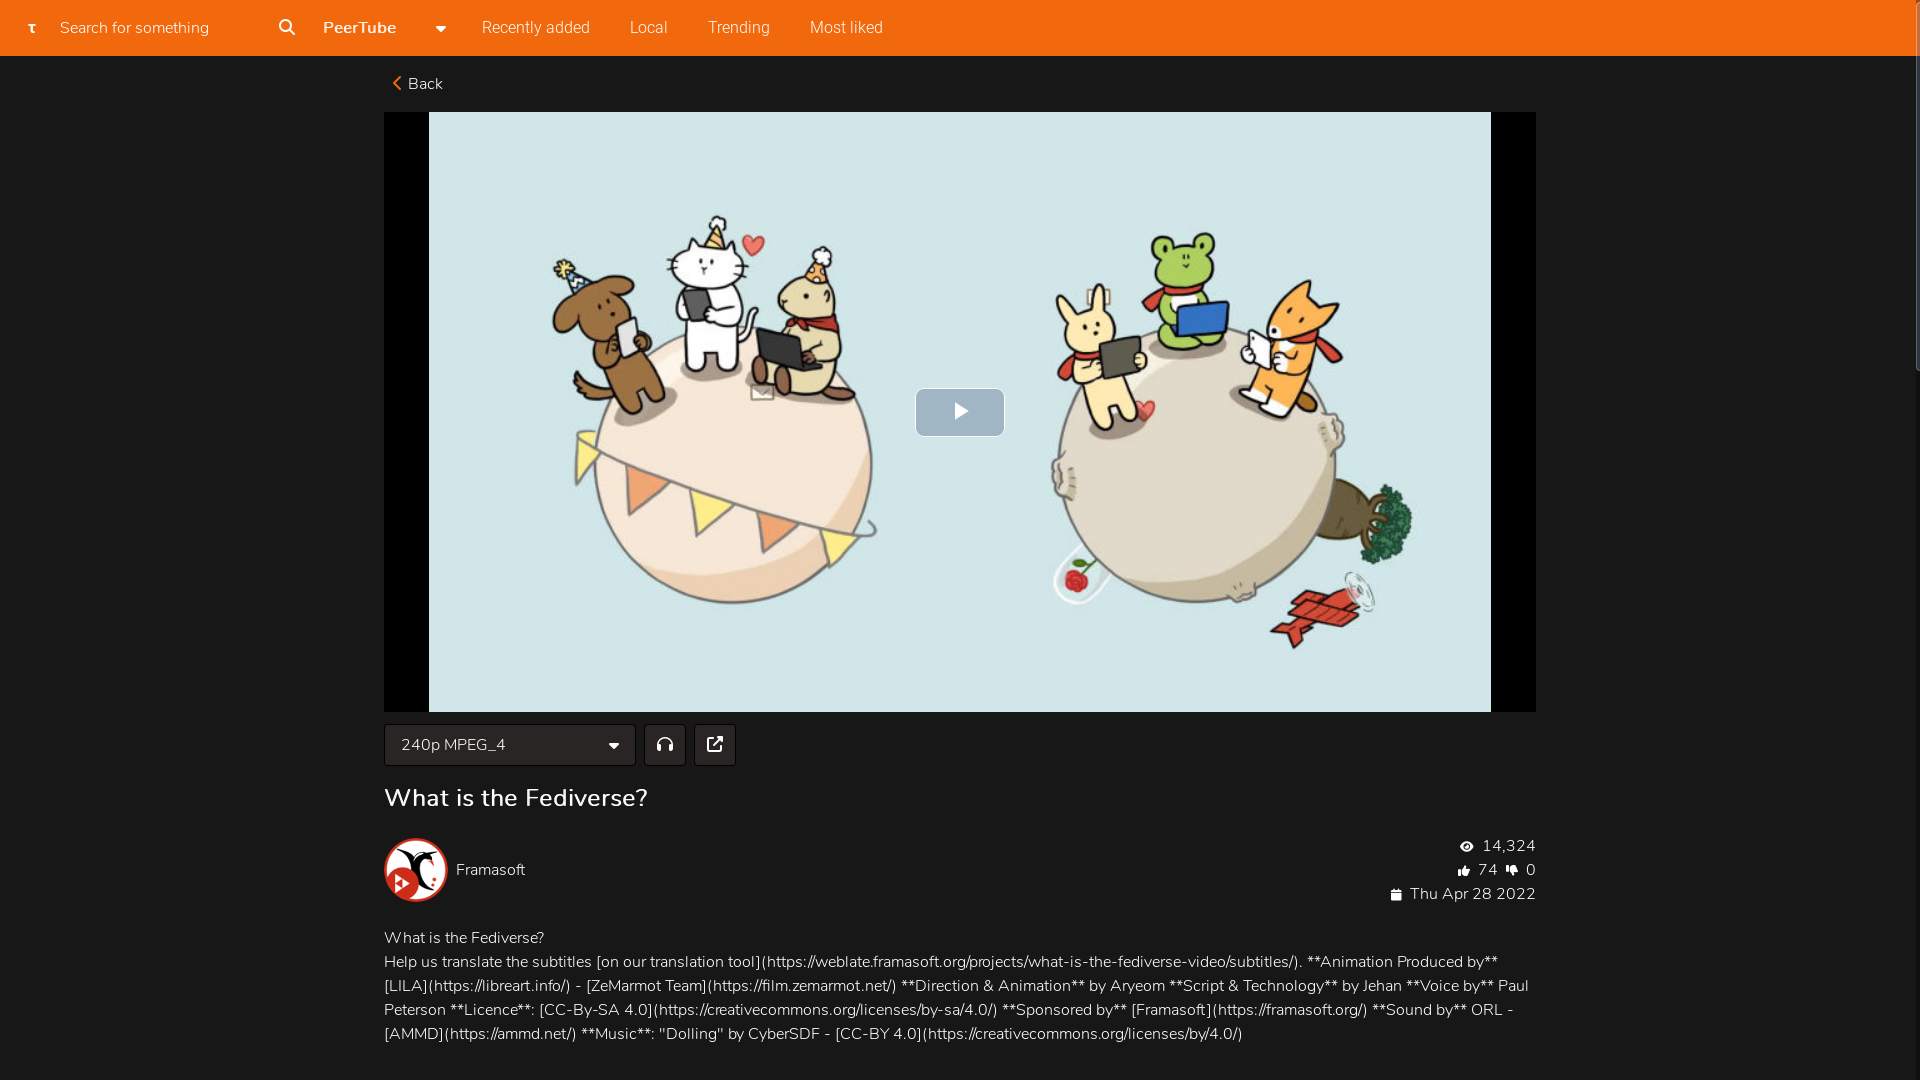 τ Search for something PeerTube Recently added Local Trending Most liked
Back
240p MPEG_4
What is the Fediverse?
14,324
Framasoft
74 0
Thu Apr 28 2022
What is the Fediverse?
Help us translate the subtitles [on our translation tool](https://weblate.framasoft.org/projects/what-is-the-fediverse-video/subtitles/). **Animation Produced by**
[LILA](https://libreart.info/) - [ZeMarmot Team](https://film.zemarmot.net/) **Direction & Animation** by Aryeom **Script & Technology** by Jehan **Voice by** Paul
Peterson **Licence**: [CC-By-SA 4.0](https://creativecommons.org/licenses/by-sa/4.0/) **Sponsored by** [Framasoft](https://framasoft.org/) **Sound by** ORL -
[AMMD](https://ammd.net/) **Music**: "Dolling" by CyberSDF - [CC-BY 4.0](https://creativecommons.org/licenses/by/4.0/)